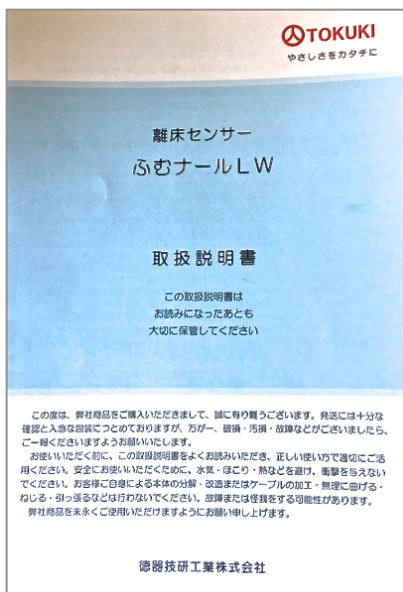 TOKUKI
やさしさをカタチに
離床センサー
ふむナールLW
取扱説明書
この取扱説明書は
お読みになったあとも
大切に保管してください
この度は、弊社商品をご購入いただきまして、誠に有り難うございます。発送には十分な
確認と入念な包装につとめておりますが、万が一、破損・汚損・故障などがございましたら、
ご一報くださいますようお願いいたします。
お使いいただく前に、この取扱説明書をよくお読みいただき、正しい使い方で適切にご活
用ください。安全にお使いいただくために、水気・ほこり・熱などを避け、衝撃を与えない
でください。お客様ご自身による本体の分解・改造またはケーブルの加工・無理に曲げる・
ねじる・引っ張るなどは行わないでください。故障または怪我をする可能性があります。
弊社商品を末永くご使用いただけますようにお願い申し上げます。
徳器技研工業株式会社